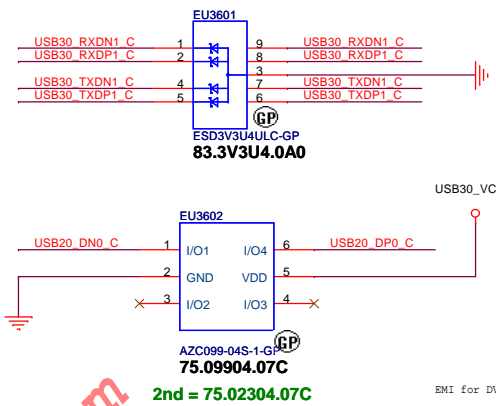 EU3601
USB30_RXDN1_C 1 9 USB30_RXDN1_C
USB30_RXDP1_C 2 8 USB30_RXDP1_C
3
USB30_TXDN1_C 4 7 USB30_TXDN1_C
USB30_TXDP1_C 5 6 USB30_TXDP1_C
GP
ESD3V3U4ULC-GP
83.3V3U4.0A0
USB30_VC
EU3602
USB20_DN0_C 1 I/O1 I/O4 6 USB20_DP0_C
2 GND VDD 5
3 I/O2 I/O3 4
GP
AZC099-04S-1-GP
75.09904.07C
2nd = 75.02304.07C
EMI for DV
m